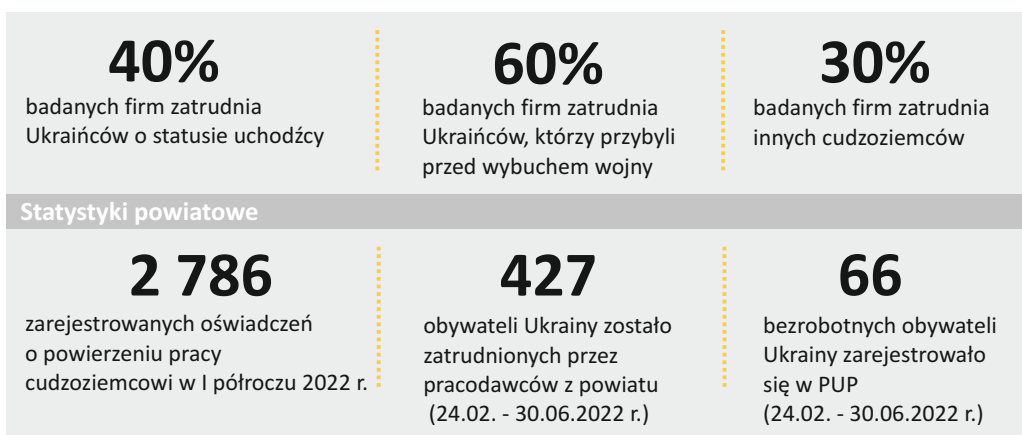 40%
badanych firm zatrudnia
Ukraińców o statusie uchodźcy
60%
badanych firm zatrudnia
Ukraińców, którzy przybyli
przed wybuchem wojny
30%
badanych firm zatrudnia
innych cudzoziemców
Statystyki powiatowe
2 786
zarejestrowanych oświadczeń
o powierzeniu pracy
cudzoziemcowi w I półroczu 2022 r.
427
obywateli Ukrainy zostało
zatrudnionych przez
pracodawców z powiatu
(24.02. - 30.06.2022 r.)
66
bezrobotnych obywateli
Ukrainy zarejestrowało
się w PUP
(24.02. - 30.06.2022 r.)